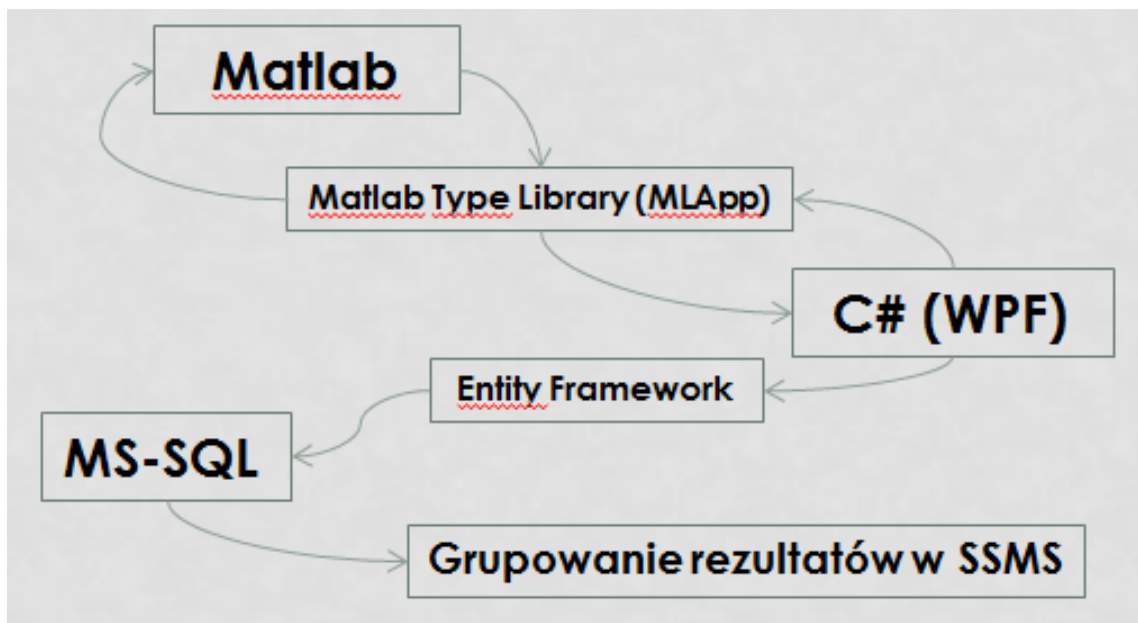 Matlab
Matlab Type Library (MLApp)
C# (WPF)
Entity Framework
MS-SQL
Grupowanie rezultatów w SSMS